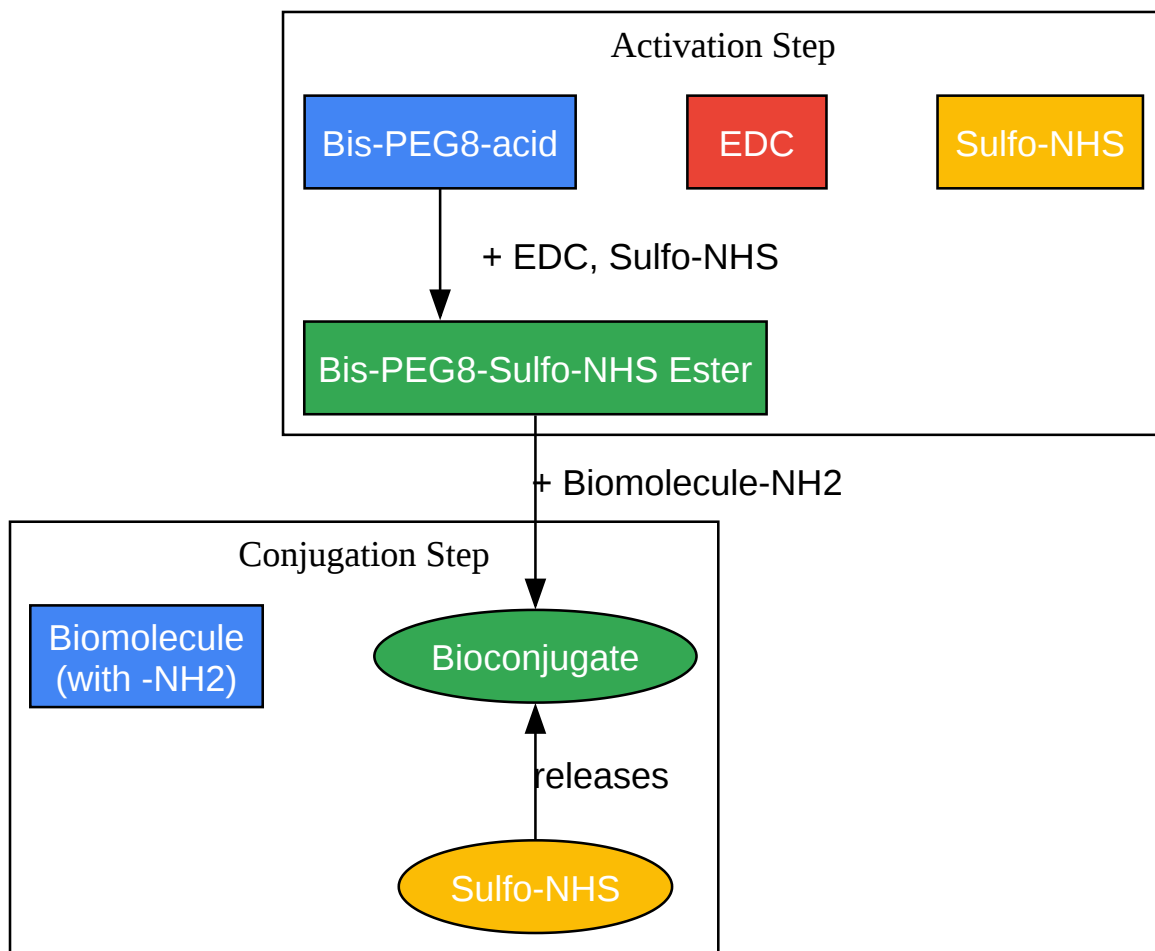 Activation Step
Bis-PEG8-acid
EDC
Sulfo-NHS
+ EDC, Sulfo-NHS
Bis-PEG8-Sulfo-NHS Ester
+ Biomolecule-NH2
Conjugation Step
Biomolecule
(with -NH2)
Bioconjugate
releases
Sulfo-NHS